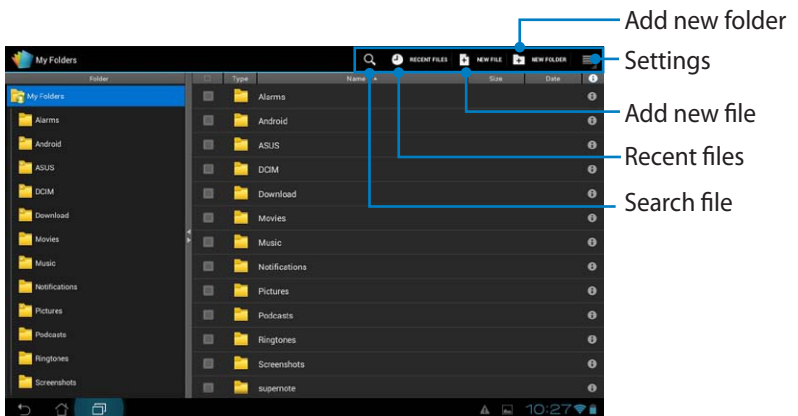 Add new folder
My Folders
RECENT FILES
NEW FILE
NEW FOLDER
Settings
Folder
Type
Name
Size
Date
My Folders
Alarms
Android
ASUS
DCIM
Download
Movies
Music
Notifications
Pictures
Podcasts
Ringtones
Screenshots
Alarms
Android
ASUS
DCIM
Download
Movies
Music
Notifications
Pictures
Podcasts
Ringtones
Screenshots
supernote
Add new file
Recent files
Search file
10:27